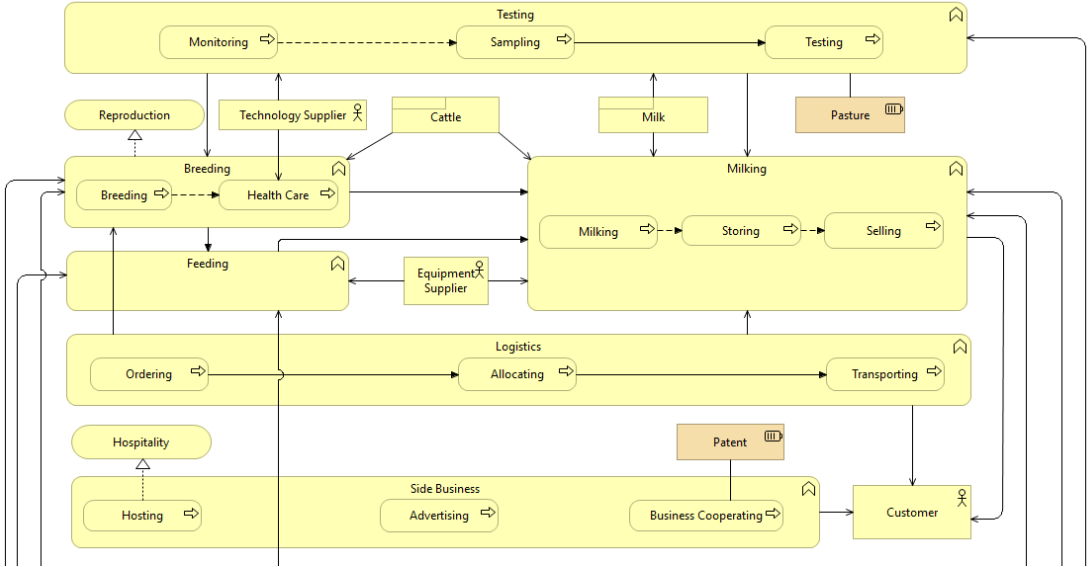 Testing
Monitoring
Sampling
Testing
Reproduction
Technology Supplier
Cattle
Milk
Pasture
Breeding
Milking
Breeding
Health Care
Milking
Storing
Selling
Feeding
Equipment
Supplier
Logistics
Ordering
Allocating
Transporting
Hospitality
Patent
Side Business
Hosting
Advertising
Business Cooperating
Customer